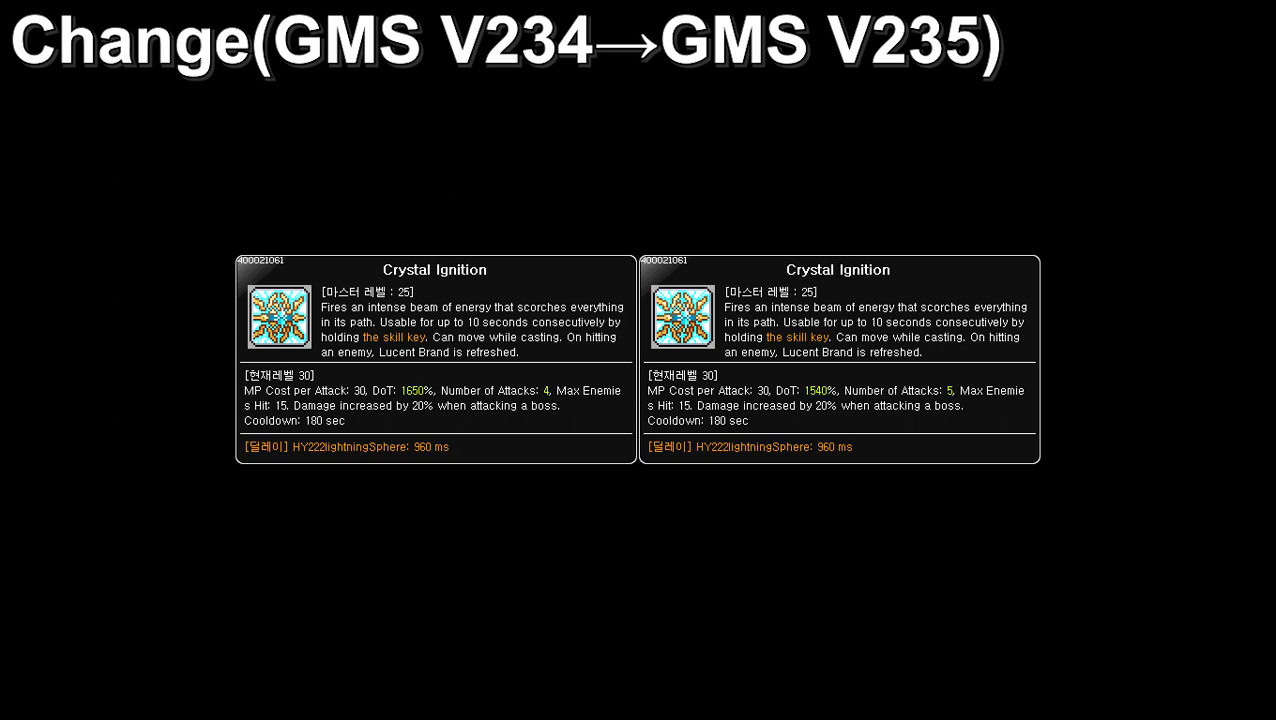 Change(GMS V234→GMS V235)
400021061
Crystal Ignition
[마스터 레벨 : 25]
Fires an intense beam of energy that scorches everything
in its path. Usable for up to 10 seconds consecutively by
holding the skill key. Can move while casting. On hitting
an enemy, Lucent Brand is refreshed.
[현재레벨 30]
MP Cost per Attack: 30, DoT: 1650%, Number of Attacks: 4, Max Enemie
s Hit: 15. Damage increased by 20% when attacking a boss.
Cooldown: 180 sec
[딜레이] HY222lightningSphere: 960 ms
400021061
Crystal Ignition
[마스터 레벨 : 25]
Fires an intense beam of energy that scorches everything
in its path. Usable for up to 10 seconds consecutively by
holding the skill key. Can move while casting. On hitting
an enemy, Lucent Brand is refreshed.
[현재레벨 30]
MP Cost per Attack: 30, DoT: 1540%, Number of Attacks: 5, Max Enemie
s Hit: 15. Damage increased by 20% when attacking a boss.
Cooldown: 180 sec
[딜레이] HY222lightningSphere: 960 ms